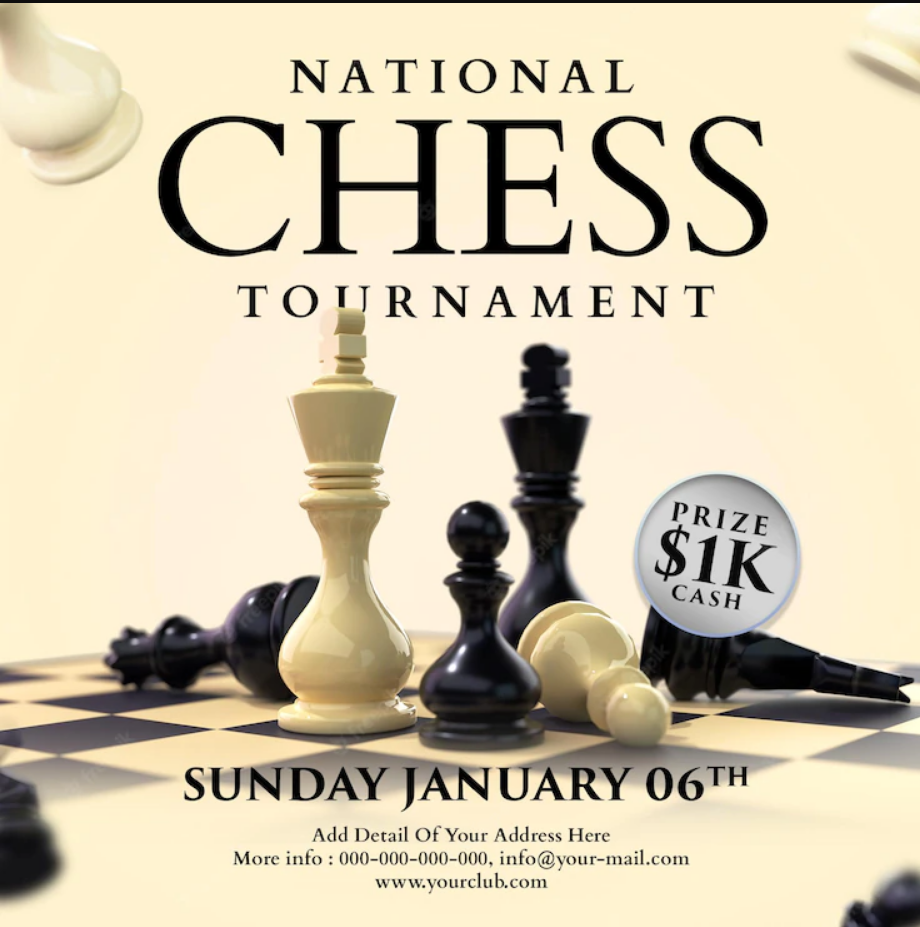 NATIONAL
CHESS
TOURNAMENT
PRIZE
$1K
CASH
SUNDAY JANUARY 06TH
Add Detail Of Your Address Here
More info : 000-000-000-000, info@your-mail.com
www.yourclub.com